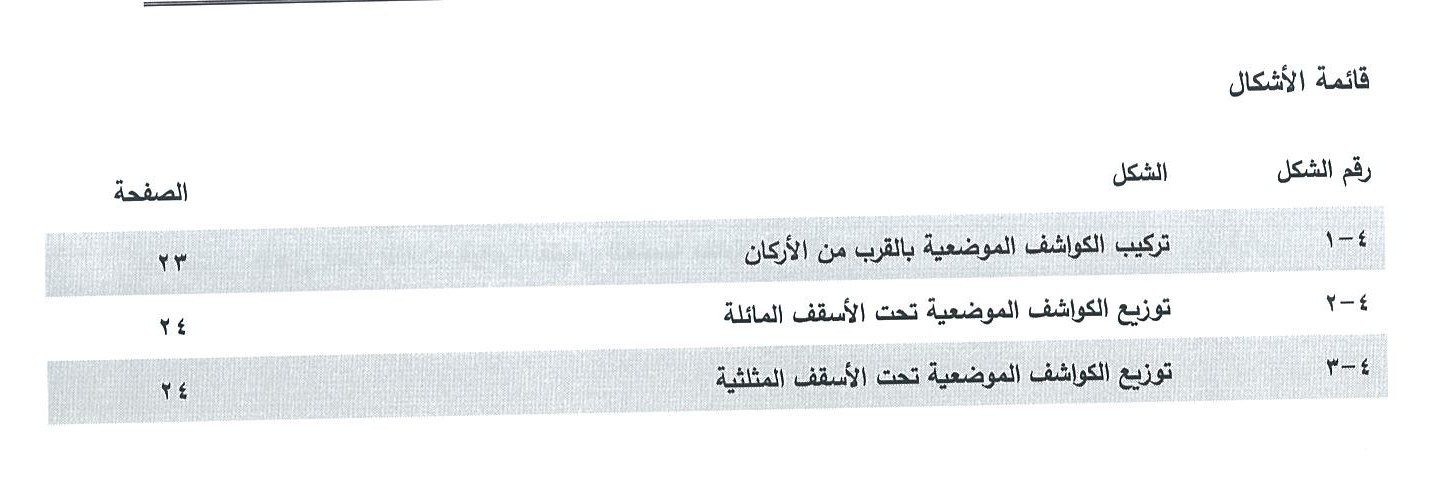 قائمة الأشكال
رقم الشكل الشكل الصفحة
٤-١ تركيب الكواشف الموضعية بالقرب من الأركان ٢٣
٤-٢ توزيع الكواشف الموضعية تحت الأسقف المائلة ٢٤
٤-٣ توزيع الكواشف الموضعية تحت الأسقف المثلثية ٢٤